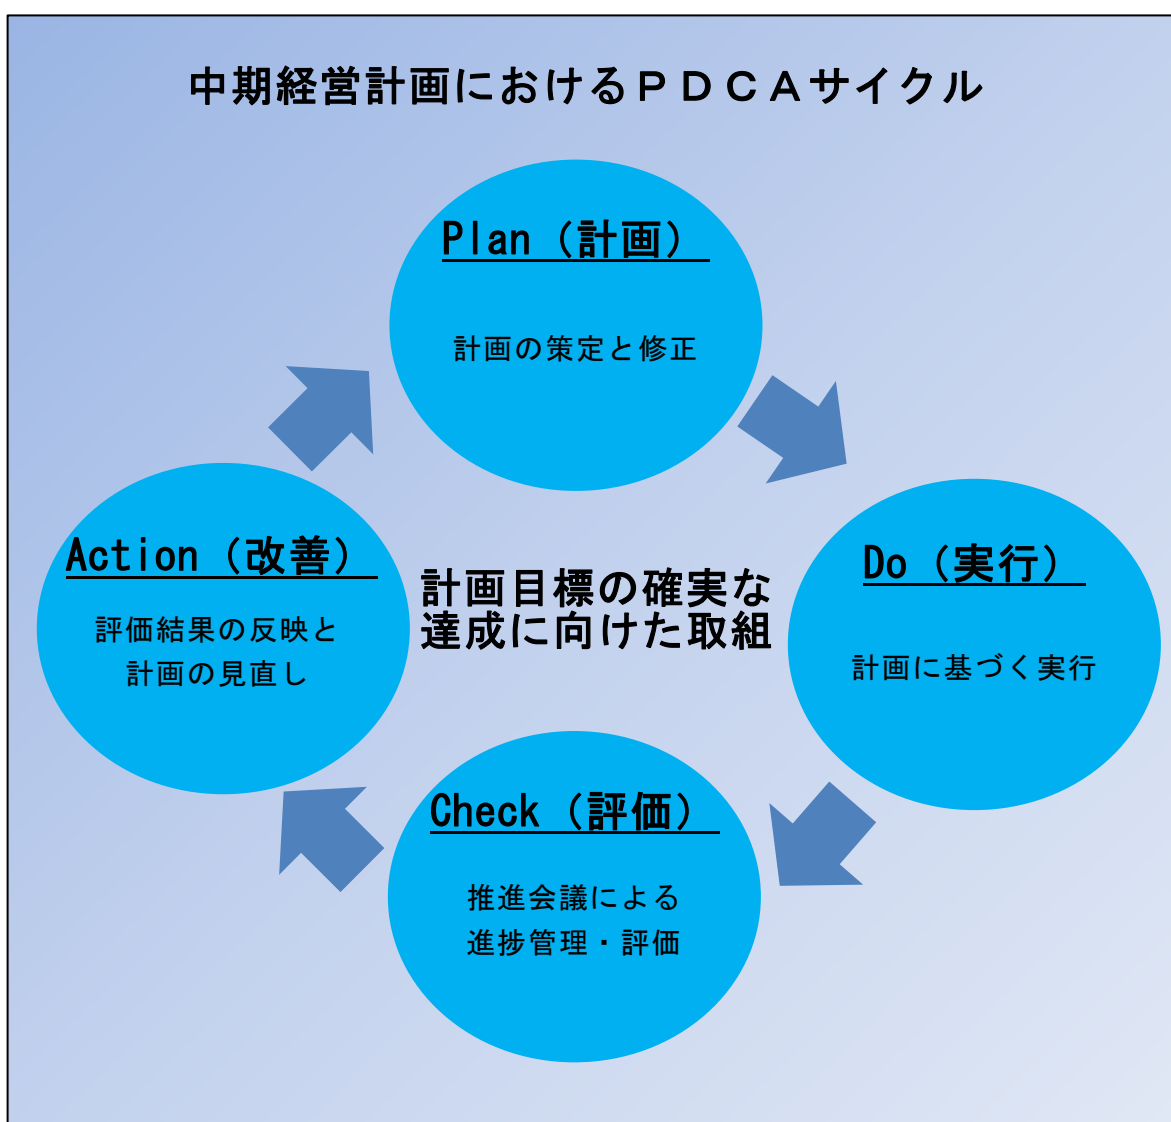 中期経営計画におけるＰＤＣＡサイクル
Plan（計画）
計画の策定と修正
Action（改善）
評価結果の反映と
計画の見直し
計画目標の確実な
達成に向けた取組
Do（実行）
計画に基づく実行
Check（評価）
推進会議による
進捗管理・評価